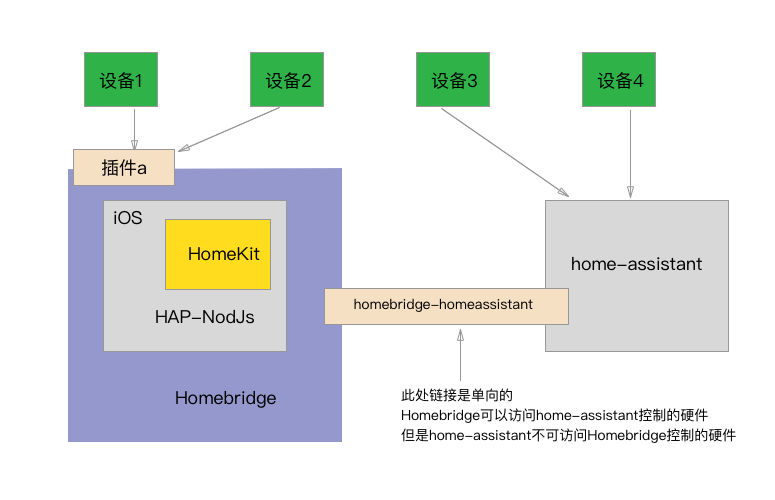 设备1
设备2
设备3
设备4
插件a
iOS
HomeKit
HAP-NodJs
Homebridge
home-assistant
homebridge-homeassistant
此处链接是单向的
Homebridge可以访问home-assistant控制的硬件
但是home-assistant不可访问Homebridge控制的硬件